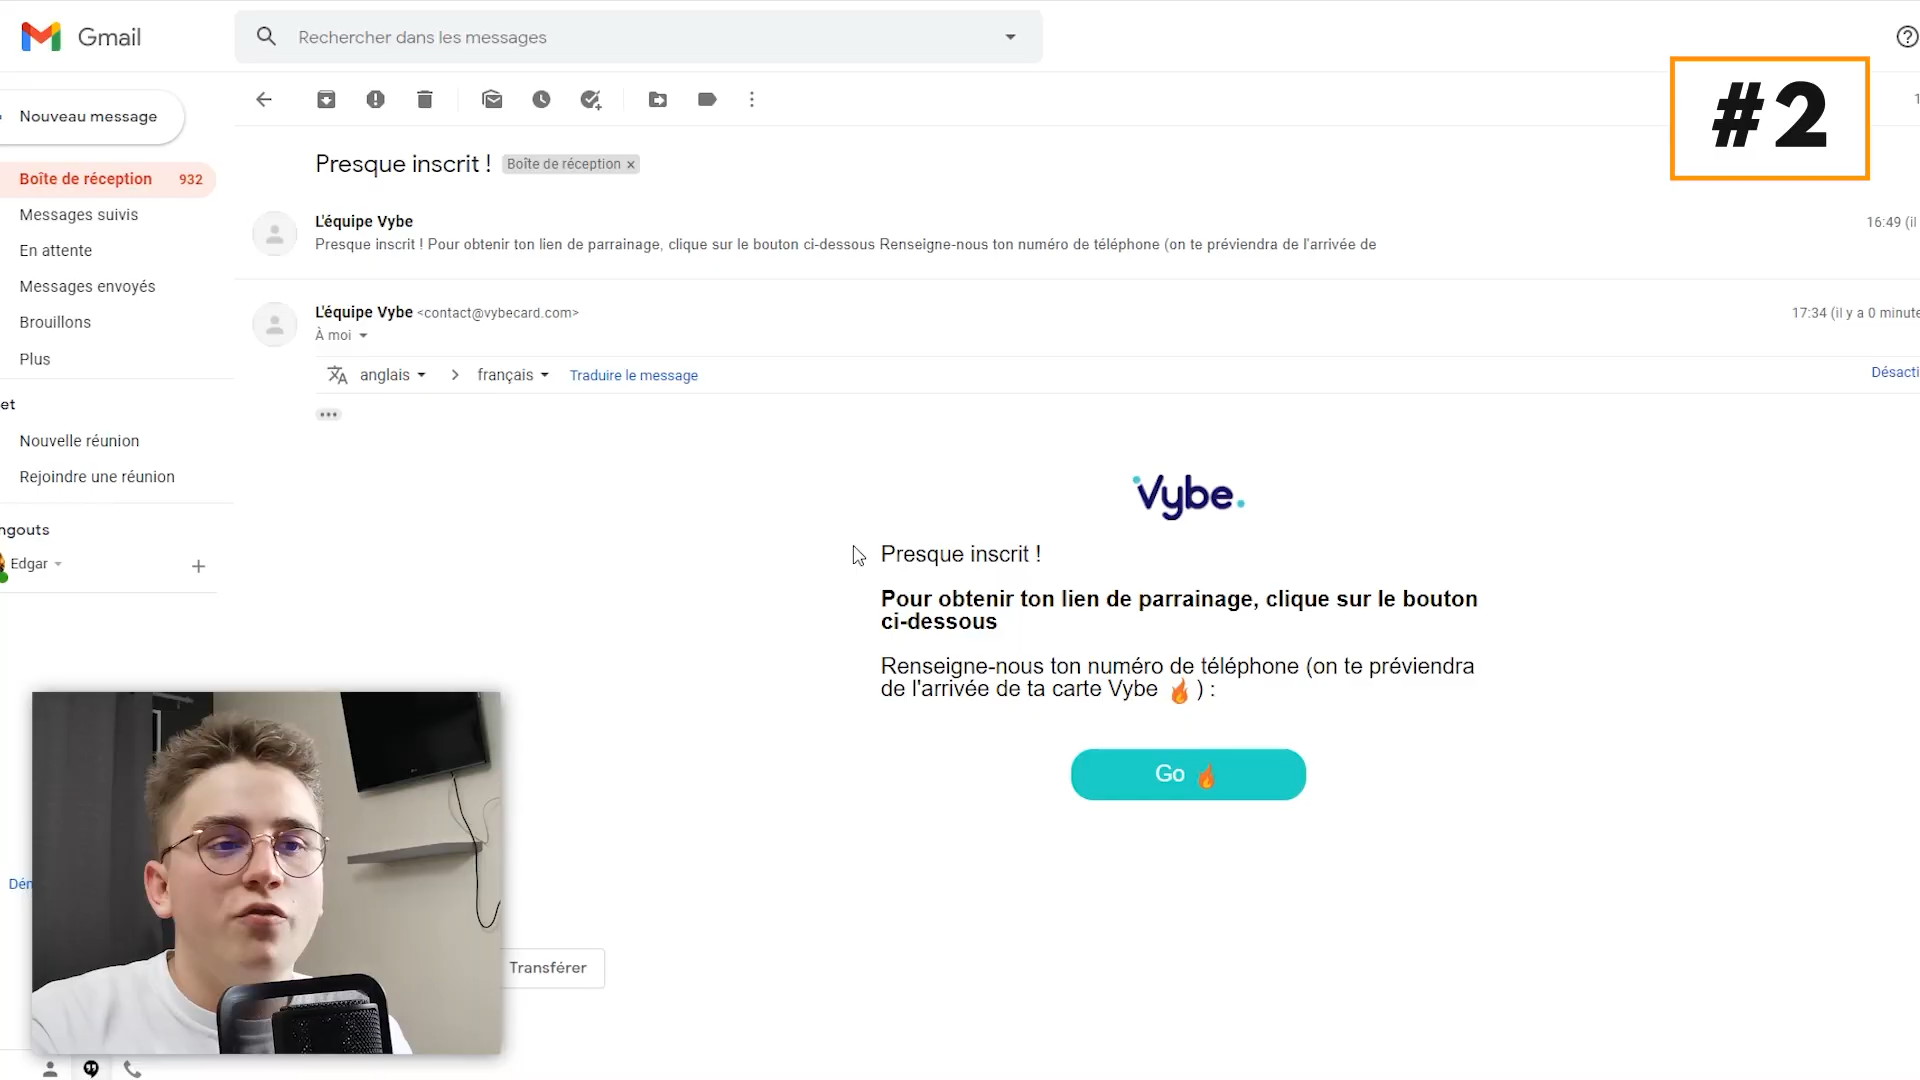 Gmail
Rechercher dans les messages
#2
Nouveau message
Boîte de réception 932
Messages suivis
En attente
Messages envoyés
Brouillons
Plus
et
Nouvelle réunion
Rejoindre une réunion
ngouts
Edgar
Dén
Presque inscrit ! Boîte de réception
L'équipe Vybe
16:49 (il
Presque inscrit ! Pour obtenir ton lien de parrainage, clique sur le bouton ci-dessous Renseigne-nous ton numéro de téléphone (on te préviendra de l'arrivée de
L'équipe Vybe <contact@vybecard.com>
17:34 (il y a 0 minute
À moi
anglais > français Traduire le message
Désacti
Vybe.
Presque inscrit !
Pour obtenir ton lien de parrainage, clique sur le bouton
ci-dessous
Renseigne-nous ton numéro de téléphone (on te préviendra
de l'arrivée de ta carte Vybe 🔥 ) :
Go 🔥
Transférer